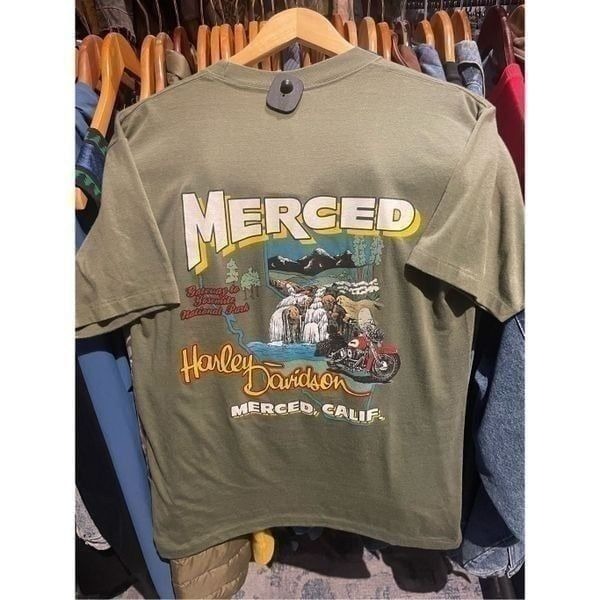 MERCED
Gateway to
Yosemite
National Park
Harley
Davidson
MERCED, CALIF.